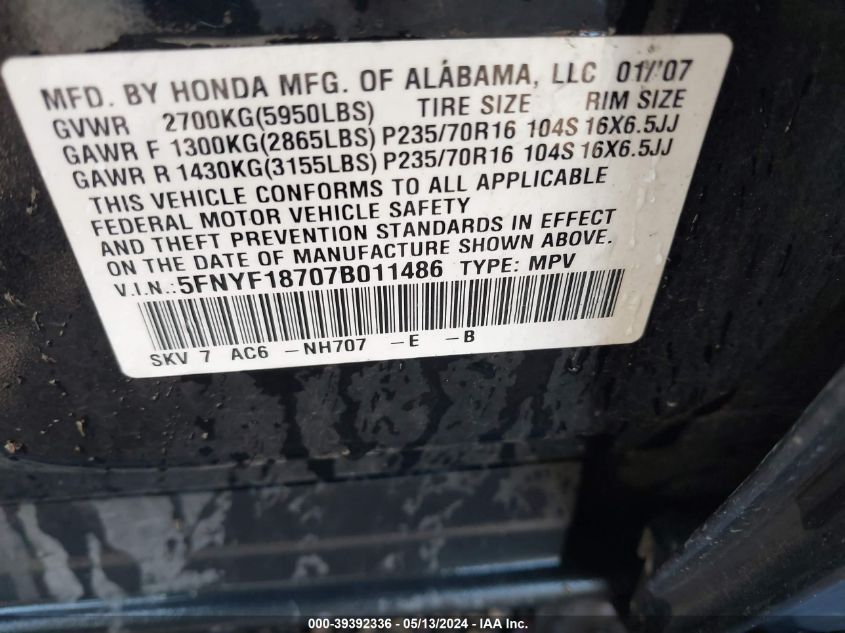 MFD. BY HONDA MFG. OF ALABAMA, LLC 01/'07
GVWR 2700KG(5950LBS) TIRE SIZE RIM SIZE
GAWR F 1300KG(2865LBS) P235/70R16 104S 16X6.5JJ
GAWR R 1430KG(3155LBS) P235/70R16 104S 16X6.5JJ
THIS VEHICLE CONFORMS TO ALL APPLICABLE
FEDERAL MOTOR VEHICLE SAFETY
AND THEFT PREVENTION STANDARDS IN EFFECT
ON THE DATE OF MANUFACTURE SHOWN ABOVE.
V.I.N.:5FNYF18707B011486 TYPE: MPV
SKV 7 AC6 -NH707 -E -B
000-39392336 - 05/13/2024 - IAA Inc.